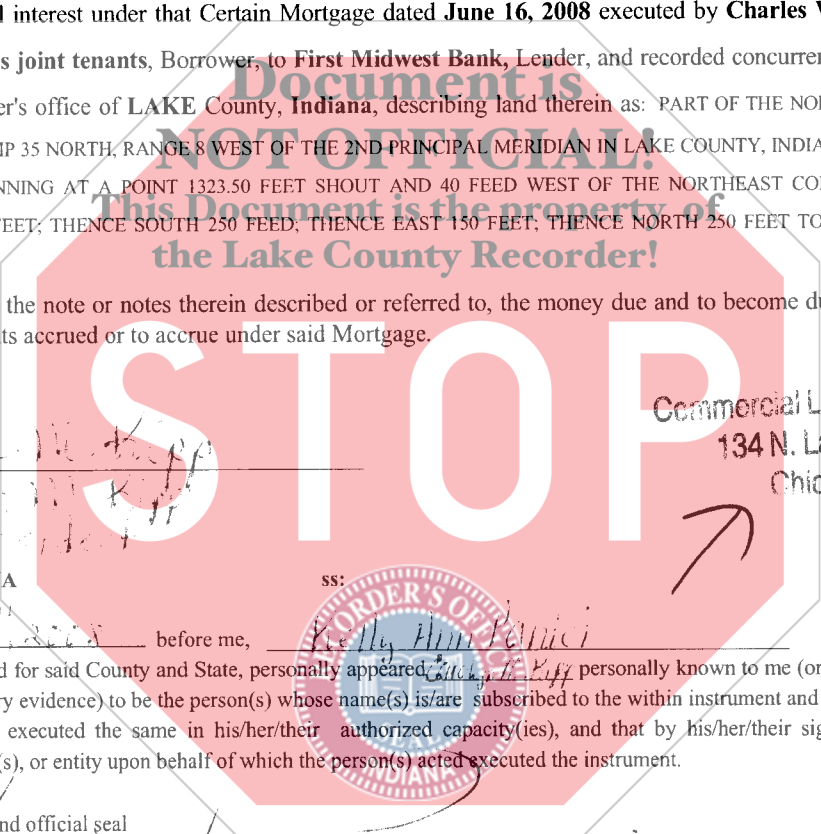 l interest under that Certain Mortgage dated June 16, 2008 executed by Charles
s joint tenants, Borrower, to First Midwest Bank, Lender, and recorded concurre
Document is
er's office of LAKE County, Indiana, describing land therein as: PART OF THE NO
NOT OFFICIAL!
IP 35 NORTH, RANGE 8 WEST OF THE 2ND PRINCIPAL MERIDIAN IN LAKE COUNTY, INDIA
NNING AT A POINT 1323.50 FEET SHOUT AND 40 FEED WEST OF THE NORTHEAST CO
This Document is the property of
FEET; THENCE SOUTH 250 FEED; THENCE EAST 150 FEET; THENCE NORTH 250 FEET TO
the Lake County Recorder!
the note or notes therein described or referred to, the money due and to become du
ts accrued or to accrue under said Mortgage.
STOP
Commercial L
134 N. La
Chic
A ss:
before me, Kelly Ann
d for said County and State, personally appeared personally known to me (or
ry evidence) to be the person(s) whose name(s) is/are subscribed to the within instrument and
executed the same in his/her/their authorized capacity(ies), and that by his/her/their sig
(s), or entity upon behalf of which the person(s) acted executed the instrument.
RECORDER'S OFFICE
SEAL
INDIANA
nd official seal